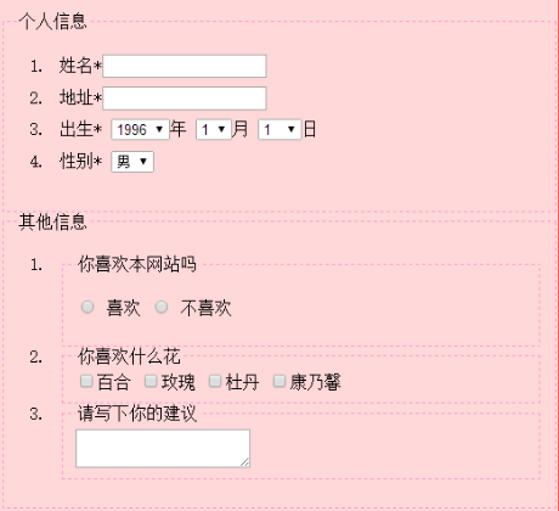 个人信息
1. 姓名*
2. 地址*
3. 出生* 1996 年 1 月 1 日
4. 性别* 男
其他信息
1. 你喜欢本网站吗
喜欢 不喜欢
2. 你喜欢什么花
百合 玫瑰 杜丹 康乃馨
3. 请写下你的建议